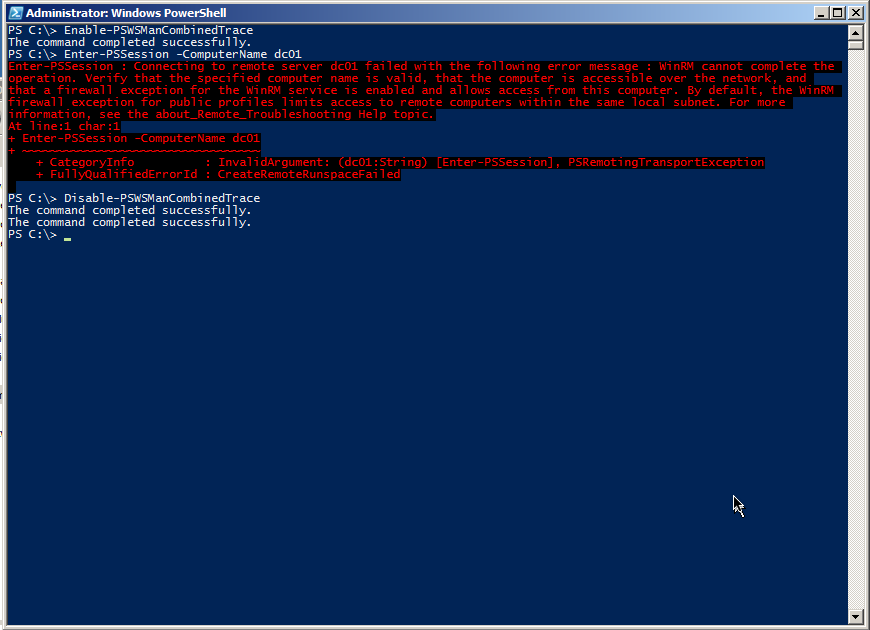 Administrator: Windows PowerShell
PS C:\> Enable-PSWSManCombinedTrace
The command completed successfully.
PS C:\> Enter-PSSession -ComputerName dc01
Enter-PSSession : Connecting to remote server dc01 failed with the following error message : WinRM cannot complete the
operation. Verify that the specified computer name is valid, that the computer is accessible over the network, and
that a firewall exception for the WinRM service is enabled and allows access from this computer. By default, the WinRM
firewall exception for public profiles limits access to remote computers within the same local subnet. For more
information, see the about_Remote_Troubleshooting Help topic.
At line:1 char:1
+ Enter-PSSession -ComputerName dc01
+ ~~~~~~~~~~~~~~~~~~~~~~~~~~~~~~~~~~
+ CategoryInfo : InvalidArgument: (dc01:String) [Enter-PSSession], PSRemotingTransportException
+ FullyQualifiedErrorId : CreateRemoteRunspaceFailed
PS C:\> Disable-PSWSManCombinedTrace
The command completed successfully.
The command completed successfully.
PS C:\> _